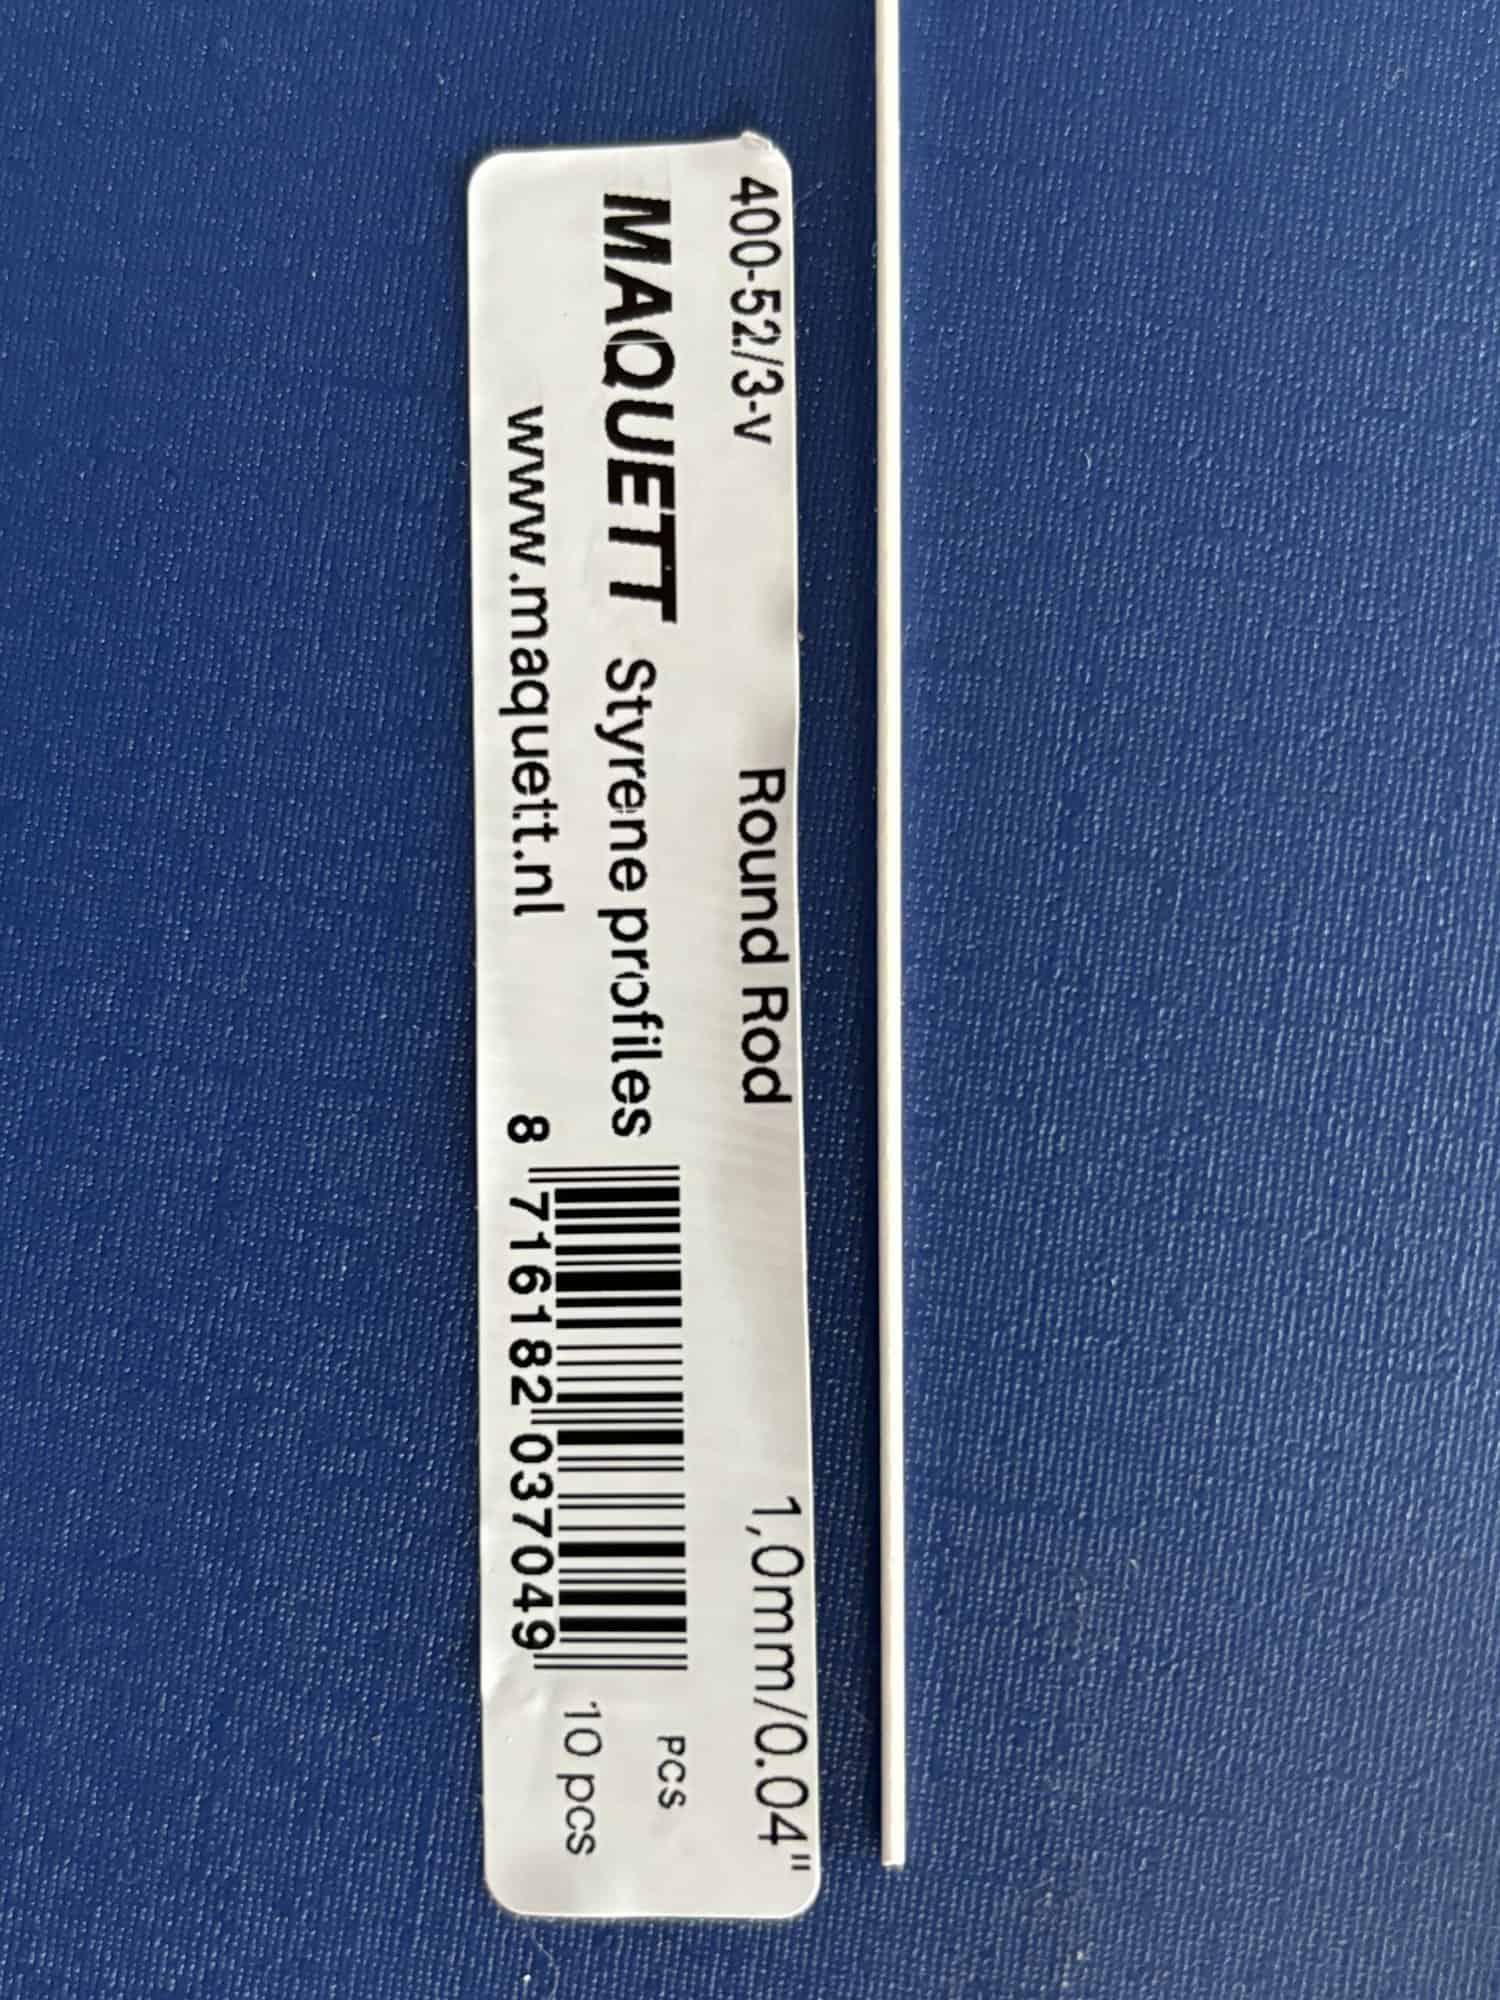 400-52/3-v Round Rod 1,0mm/0.04"
MAQUETT Styrene profiles
PCS
10 pcs
www.maquett.nl
8 716182 037049